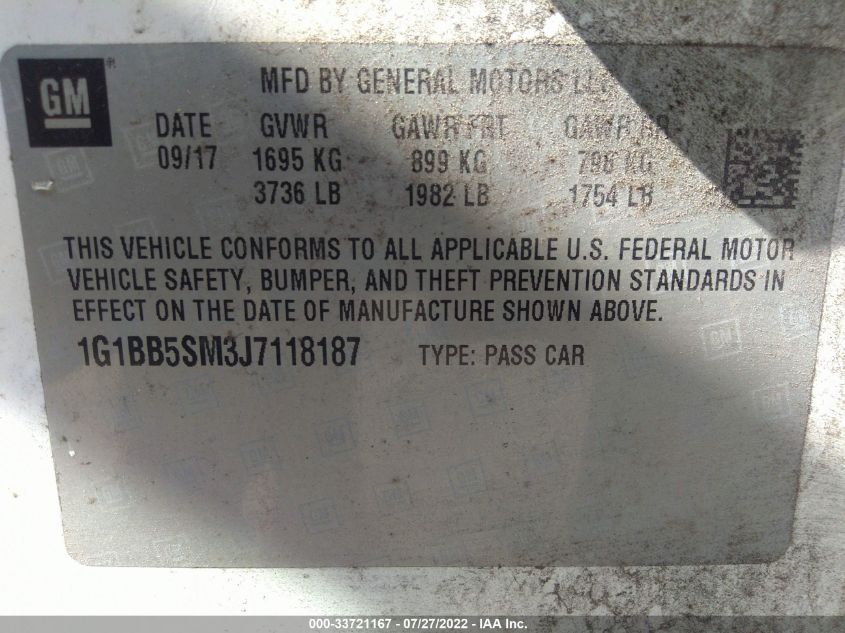 GM®
MFD BY GENERAL MOTORS LLC
DATE GVWR GAWR FRT GAWR RR
09/17 1695 KG 899 KG 796 KG
3736 LB 1982 LB 1754 LB
THIS VEHICLE CONFORMS TO ALL APPLICABLE U.S. FEDERAL MOTOR
VEHICLE SAFETY, BUMPER, AND THEFT PREVENTION STANDARDS IN
EFFECT ON THE DATE OF MANUFACTURE SHOWN ABOVE.
1G1BB5SM3J7118187 TYPE: PASS CAR
000-33721167 - 07/27/2022 - IAA Inc.